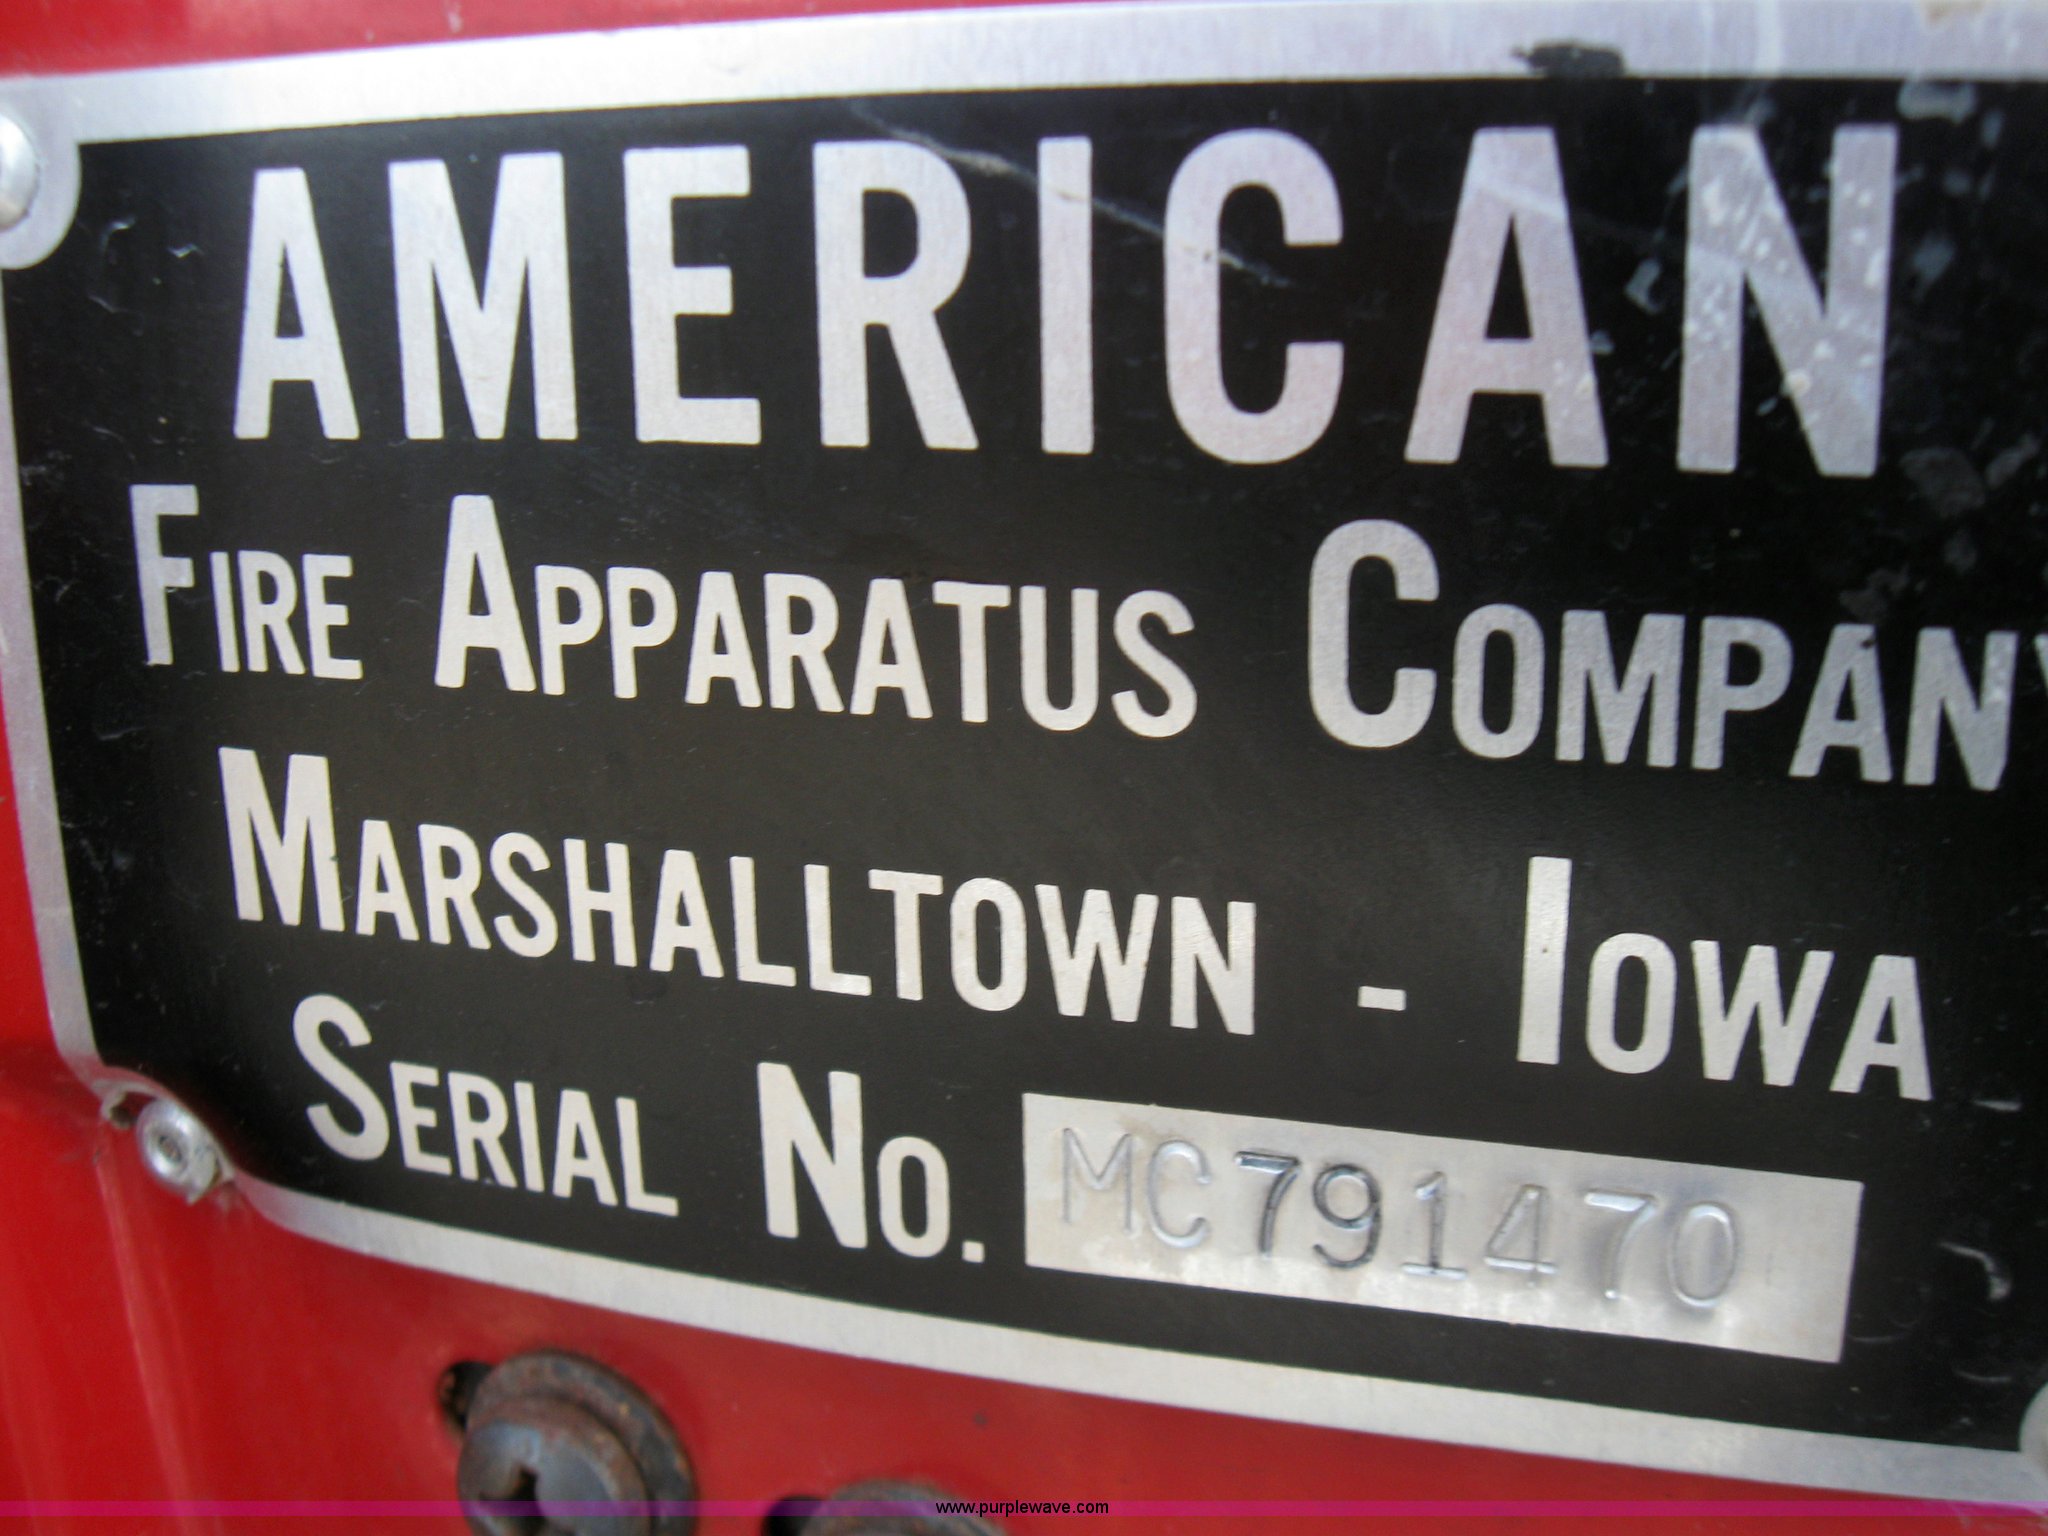 AMERICAN
FIRE APPARATUS COMPANY
MARSHALLTOWN - IOWA
SERIAL NO. MC791470
www.purplewave.com